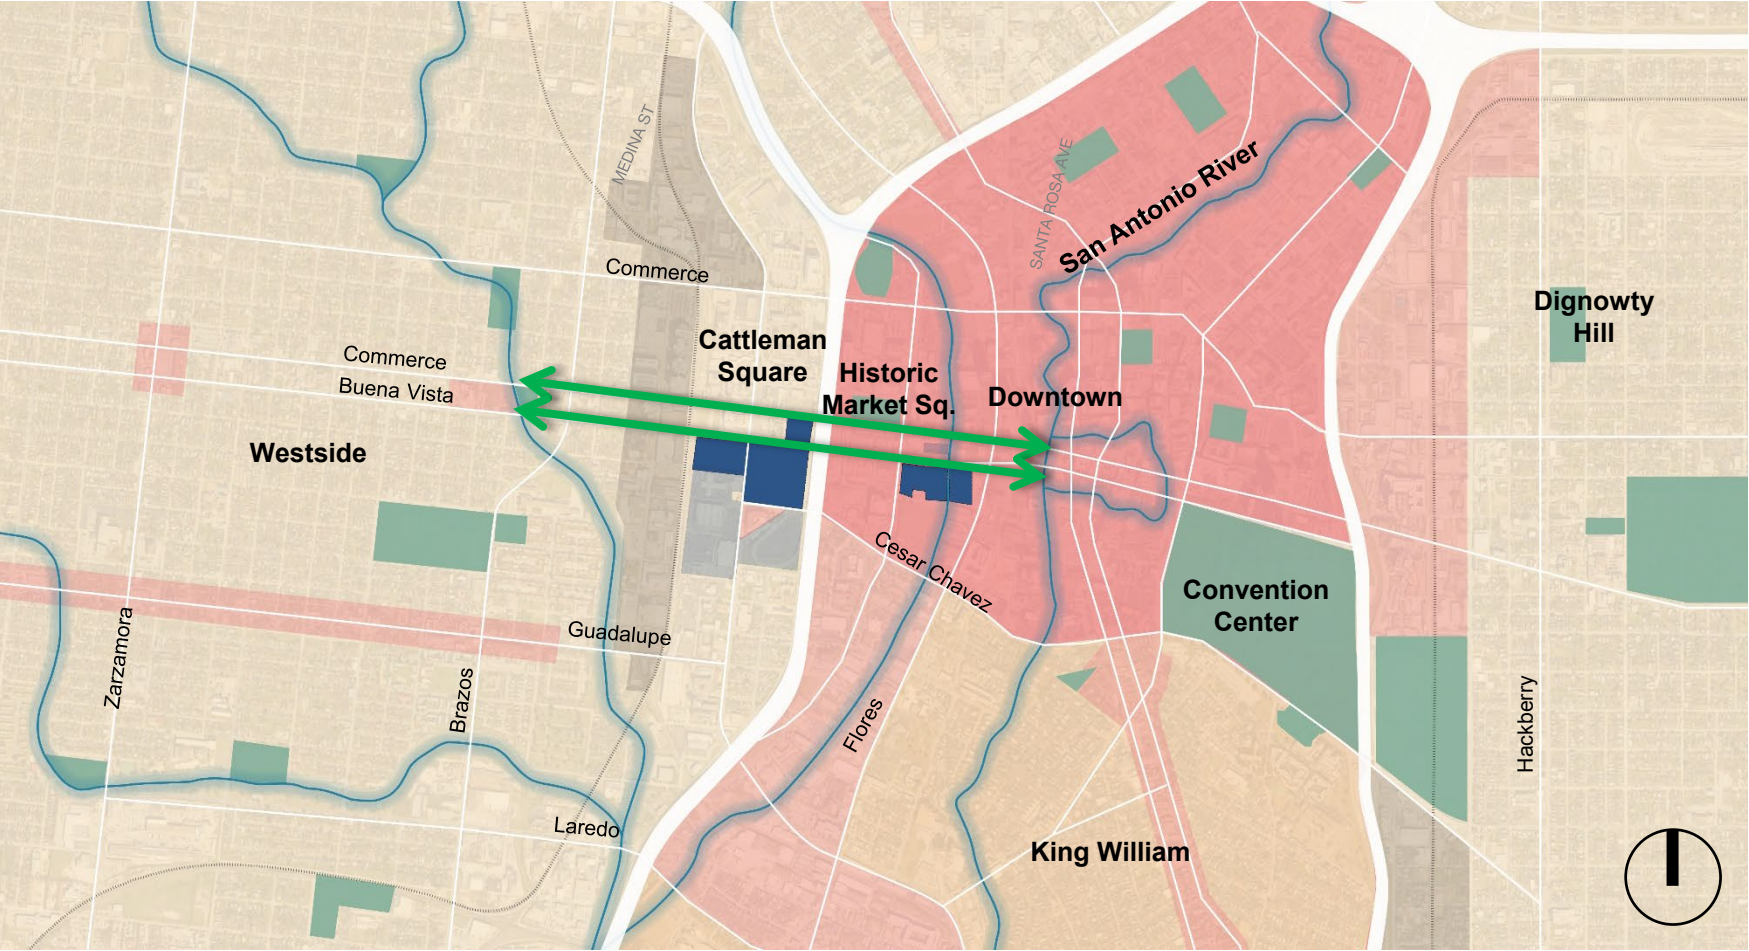 MEDINA ST
SANTA ROSA AVE
San Antonio River
Commerce
Dignowty
Hill
Cattleman
Square
Commerce
Historic
Market Sq.
Buena Vista
Downtown
Westside
Cesar Chavez
Convention
Center
Guadalupe
Zarzamora
Brazos
Flores
Hackberry
Laredo
King William